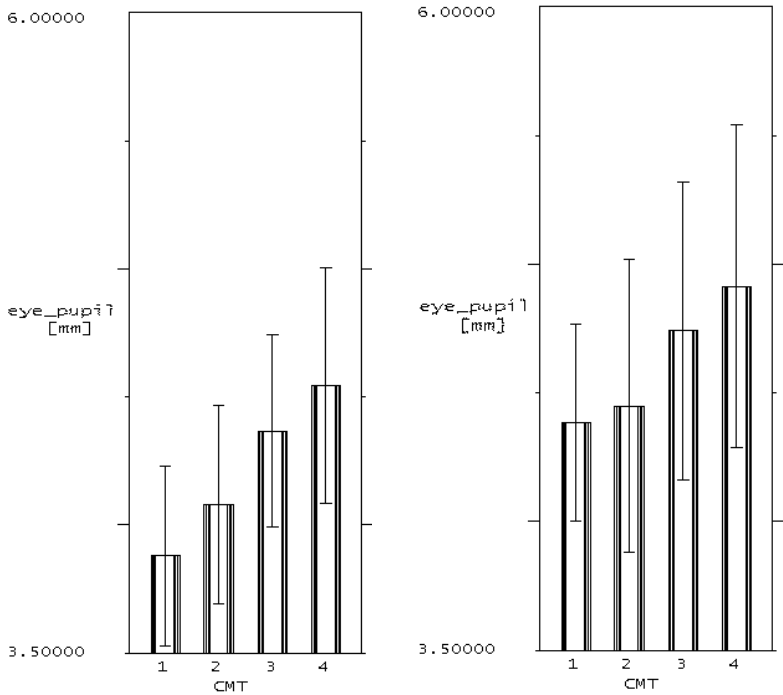 6.00000
eye_pupil
[mm]
3.50000
1 2 3 4
CMT
6.00000
eye_pupil
[mm]
3.50000
1 2 3 4
CMT